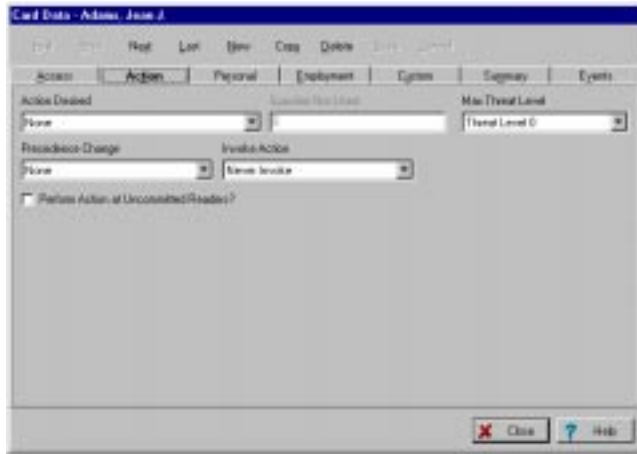 Card Data - Adams, Jean J.
Next Last New Copy Delete
Access Action Personal Employment Custom Summary Events
Action Desired
Max Threat Level
None
Threat Level 0
Precedence Change Invoke Action
None Never Invoke
Perform Action at Uncommitted Readers?
Close Help